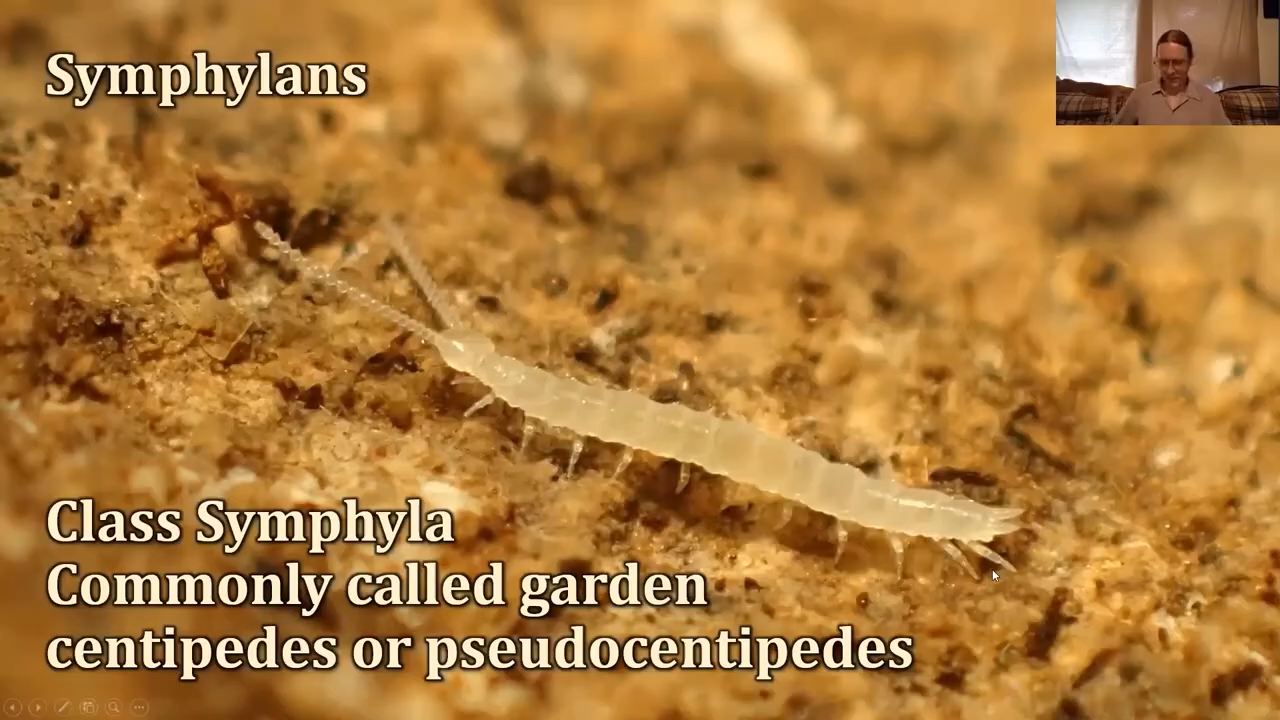 Symphylans
Class Symphyla
Commonly called garden
centipedes or pseudocentipedes